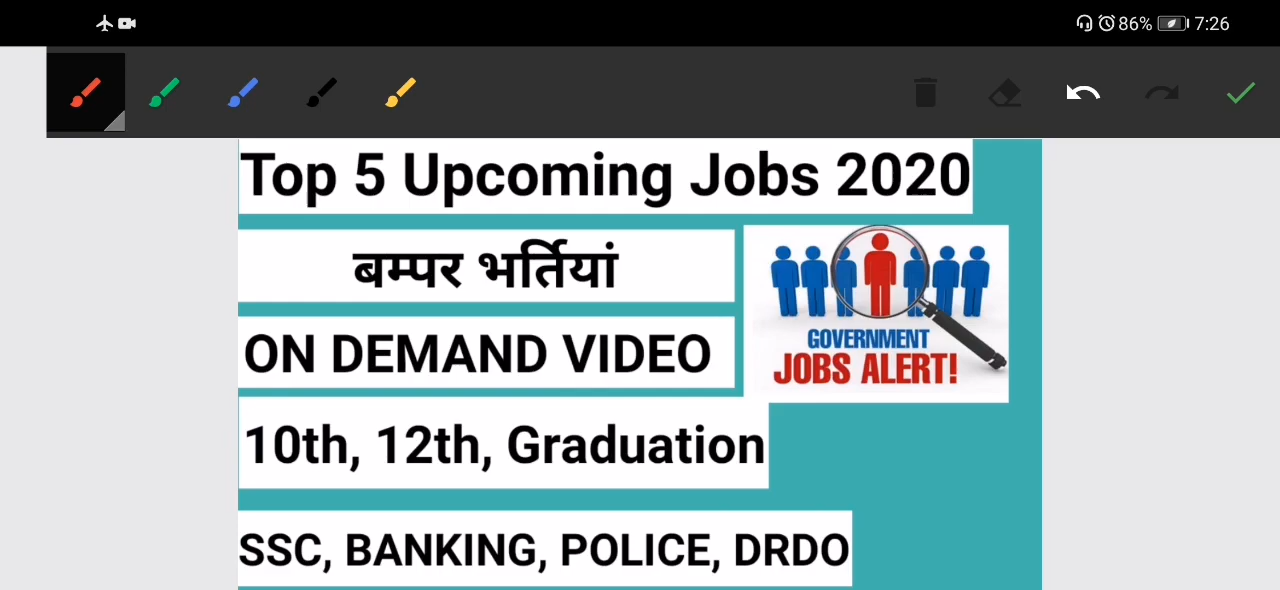 86% 7:26
Top 5 Upcoming Jobs 2020
बम्पर भर्तियां
GOVERNMENT
JOBS ALERT!
ON DEMAND VIDEO
10th, 12th, Graduation
SSC, BANKING, POLICE, DRDO